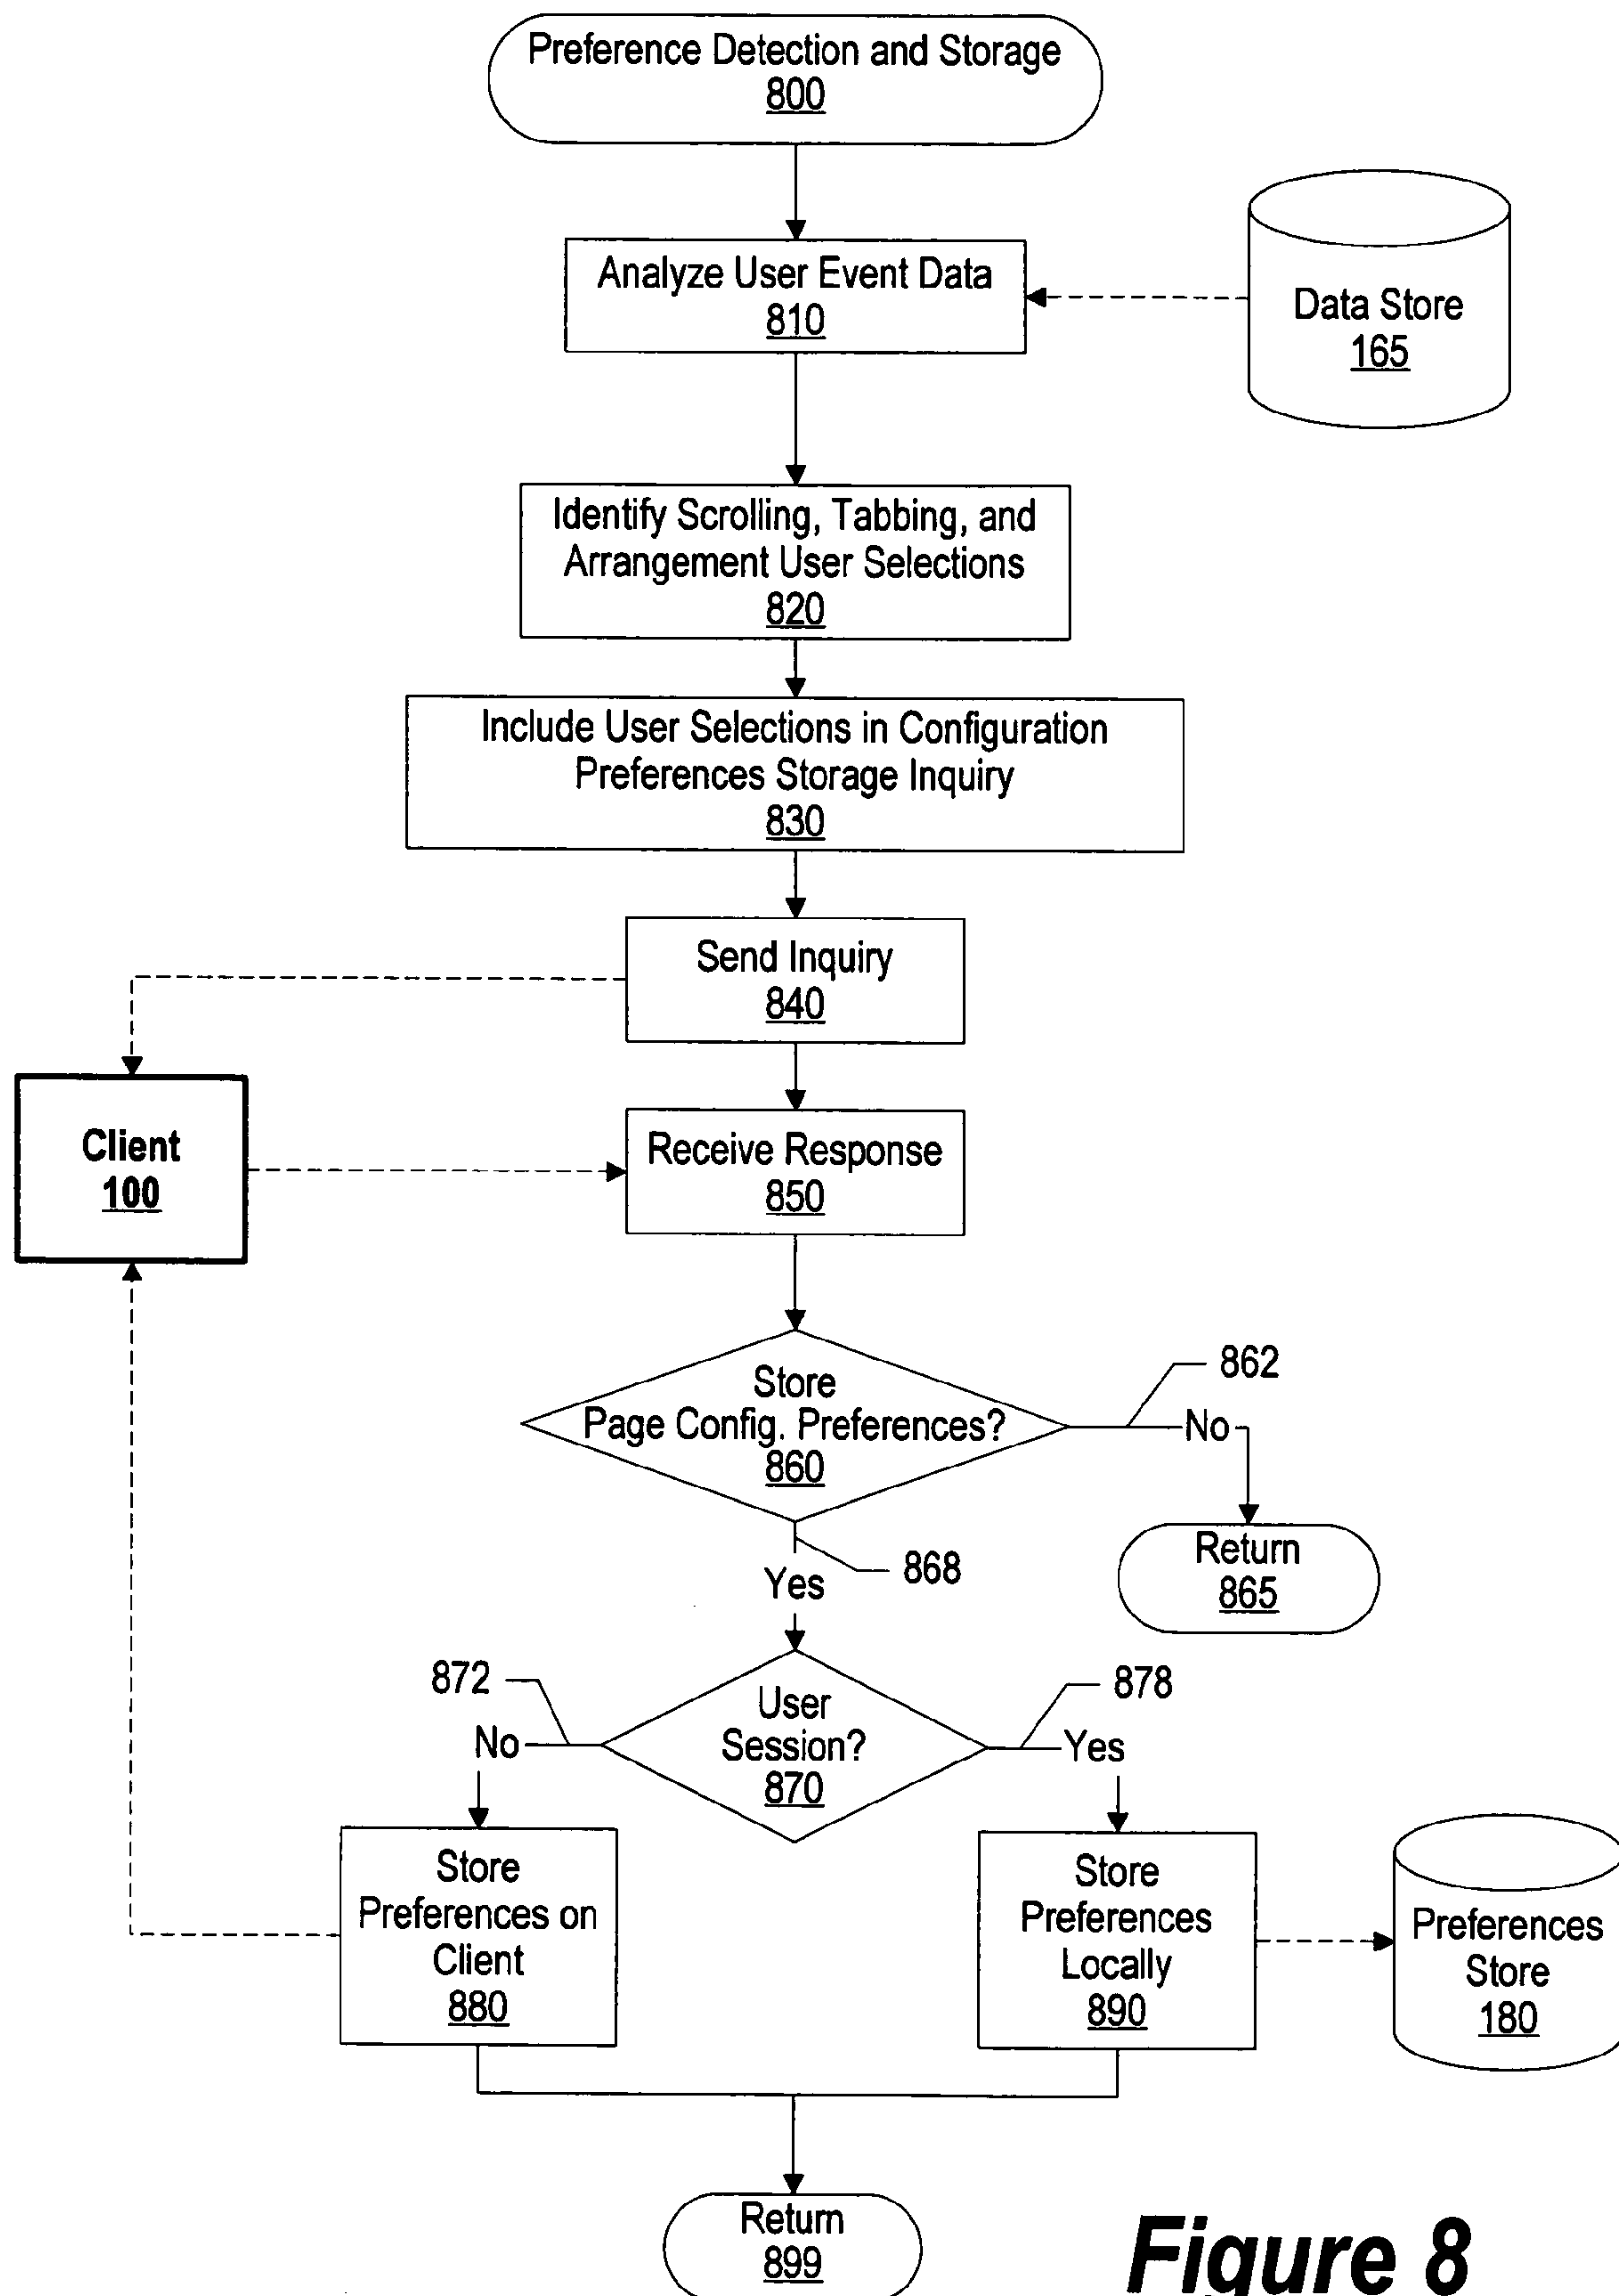 Preference Detection and Storage
800
Analyze User Event Data
810
Data Store
165
Identify Scrolling, Tabbing, and
Arrangement User Selections
820
Include User Selections in Configuration
Preferences Storage Inquiry
830
Send Inquiry
840
Client
100
Receive Response
850
Store
Page Config. Preferences?
860
862
No
Return
865
868
Yes
872
No
User
Session?
870
878
Yes
Store
Preferences on
Client
880
Store
Preferences
Locally
890
Preferences
Store
180
Return
899
Figure 8